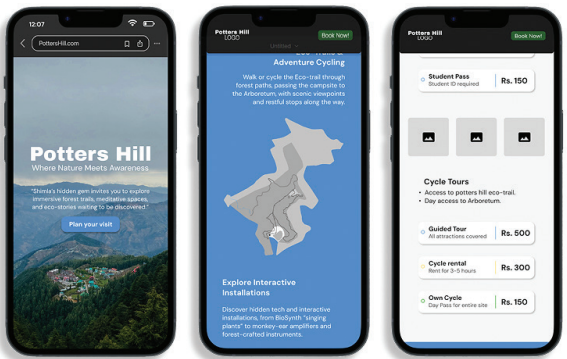 12:07
PottersHill.com
Potters Hill
Where Nature Meets Awareness
"Shimla's hidden gem invites you to explore
immersive forest trails, meditative spaces,
and eco-stories waiting to be discovered."
Plan your visit
Potters Hill
LOGO
Book Now!
Untitled
Adventure Cycling
Walk or cycle the Eco-trail through
forest paths, passing the campsite to
the Arboretum, with scenic viewpoints
and restful stops along the way.
Explore Interactive
Installations
Discover hidden tech and interactive
installations, from BioSynth "singing
plants" to monkey-ear amplifiers and
forest-crafted instruments.
Potters Hill
LOGO
Book Now!
Student Pass
Student ID required
Rs. 150
Cycle Tours
• Access to potters hill eco-trail.
• Day access to Arboretum.
Guided Tour
All attractions covered
Rs. 500
Cycle rental
Rent for 3-5 hours
Rs. 300
Own Cycle
Day Pass for entire site
Rs. 150